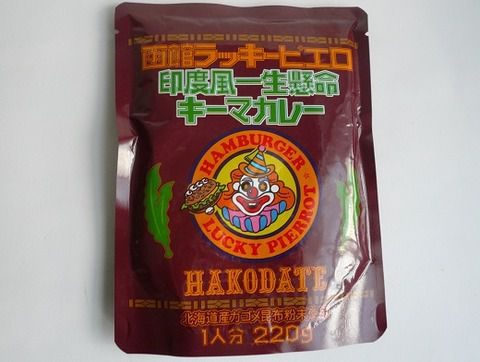 函館ラッキーピエロ
印度風一生懸命
キーマカレー
HAMBURGER
LUCKY PIERROT
HAKODATE
北海道産ガゴメ昆布粉末
1人分 220g